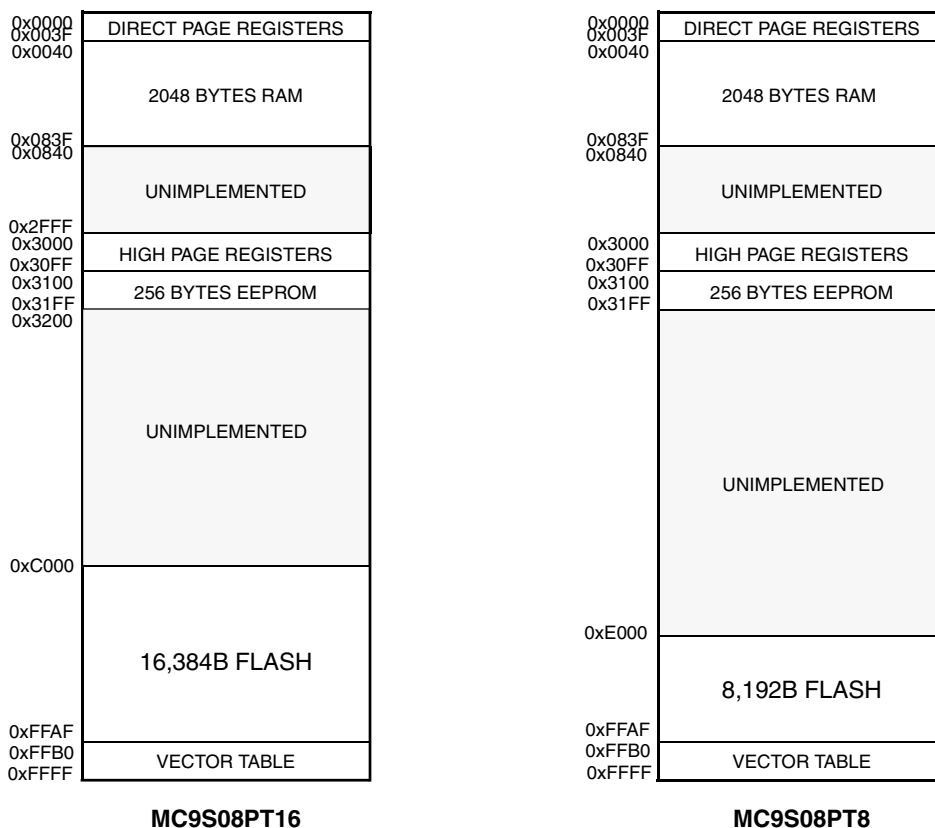 0x0000
0x003F
DIRECT PAGE REGISTERS
0x0040
2048 BYTES RAM
0x083F
0x0840
UNIMPLEMENTED
0x2FFF
0x3000
HIGH PAGE REGISTERS
0x30FF
0x3100
256 BYTES EEPROM
0x31FF
0x3200
UNIMPLEMENTED
0xC000
16,384B FLASH
0xFFAF
0xFFB0
VECTOR TABLE
0xFFFF
MC9S08PT16
0x0000
0x003F
DIRECT PAGE REGISTERS
0x0040
2048 BYTES RAM
0x083F
0x0840
UNIMPLEMENTED
0x3000
HIGH PAGE REGISTERS
0x30FF
0x3100
256 BYTES EEPROM
0x31FF
UNIMPLEMENTED
0xE000
8,192B FLASH
0xFFAF
0xFFB0
VECTOR TABLE
0xFFFF
MC9S08PT8